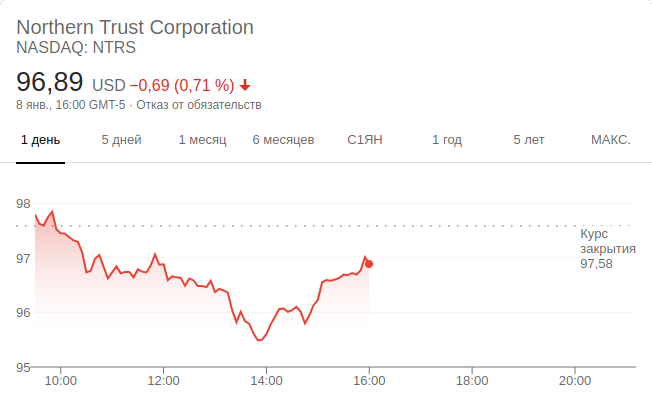 Northern Trust Corporation
NASDAQ: NTRS
96,89 USD −0,69 (0,71 %)
8 янв., 16:00 GMT-5 · Отказ от обязательств
1 день 5 дней 1 месяц 6 месяцев С1ЯН 1 год 5 лет МАКС.
98
Курс
закрытия
97,58
97
96
95
10:00 12:00 14:00 16:00 18:00 20:00